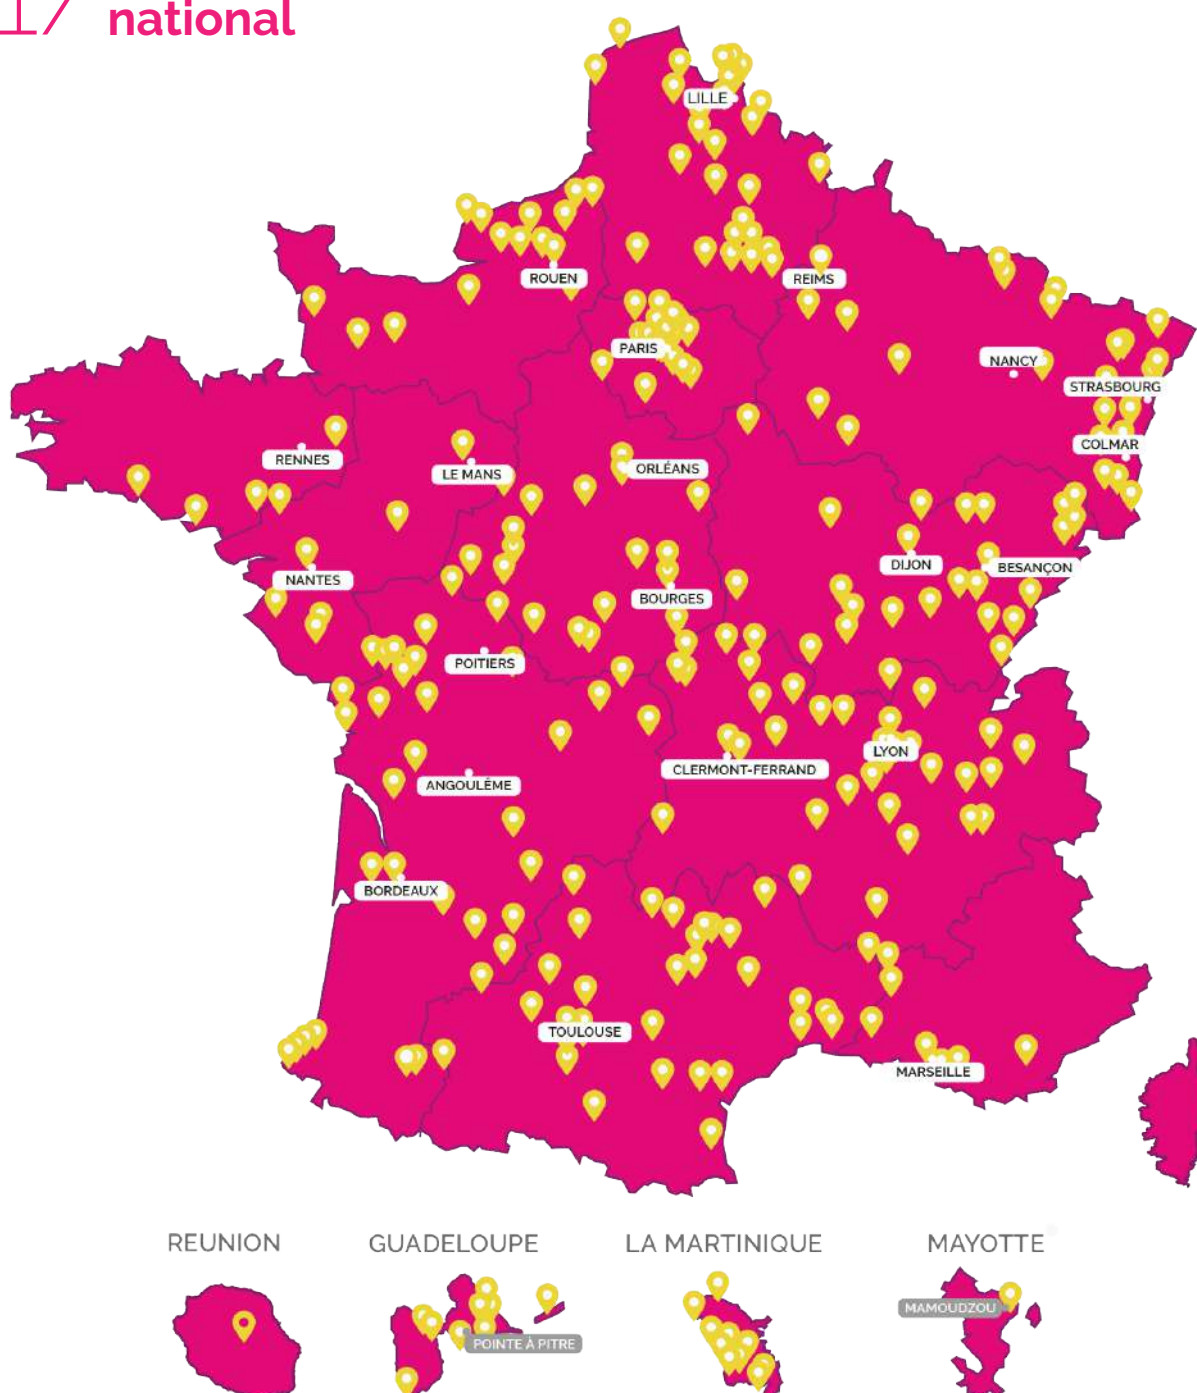 17 national
LILLE
ROUEN
REIMS
PARIS
NANCY
STRASBOURG
COLMAR
RENNES
LE MANS
ORLÉANS
DIJON
BESANÇON
NANTES
BOURGES
POITIERS
LYON
CLERMONT-FERRAND
ANGOULÊME
BORDEAUX
TOULOUSE
MARSEILLE
REUNION GUADELOUPE LA MARTINIQUE MAYOTTE
MAMOUDZOU
POINTE À PITRE